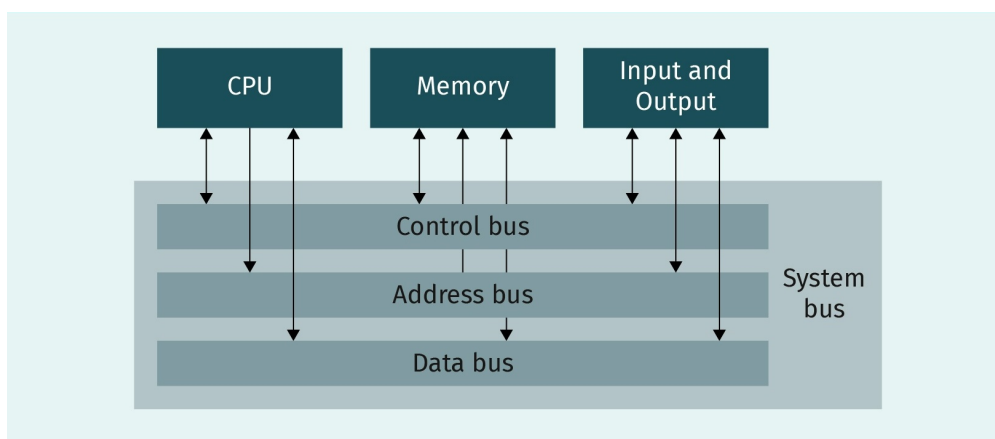 CPU
Memory
Input and
Output
Control bus
Address bus
Data bus
System
bus